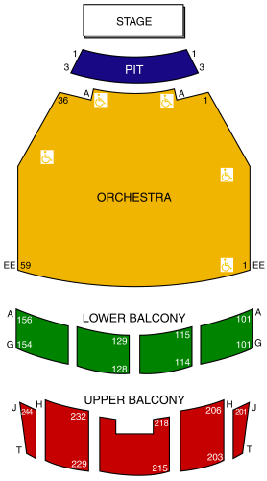 STAGE
1 1
3 PIT 3
36 A A 1
ORCHESTRA
EE 59 1 EE
LOWER BALCONY
A 156 129 115 101 A
G 154 128 114 101 G
UPPER BALCONY
J 244 H 232 218 206 H 201 J
T 229 215 203 T